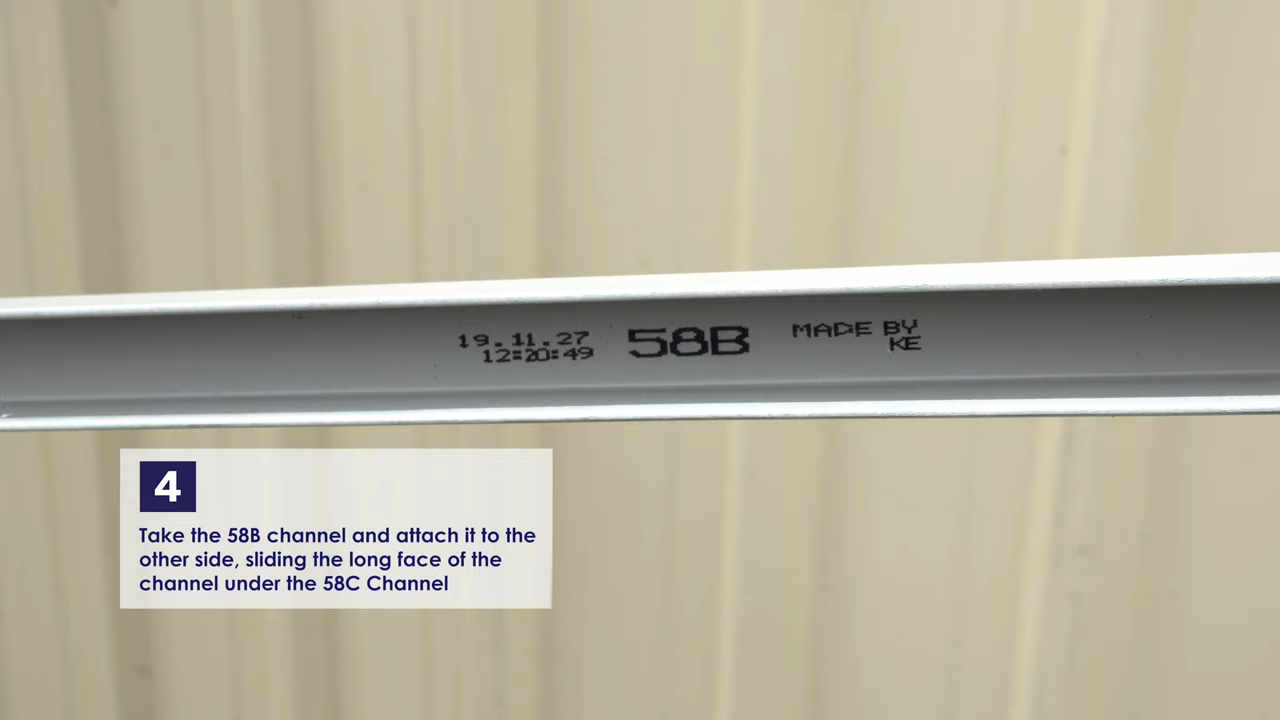 19.11.27
12:20:49
58B
MADE BY
KE
4
Take the 58B channel and attach it to the
other side, sliding the long face of the
channel under the 58C Channel